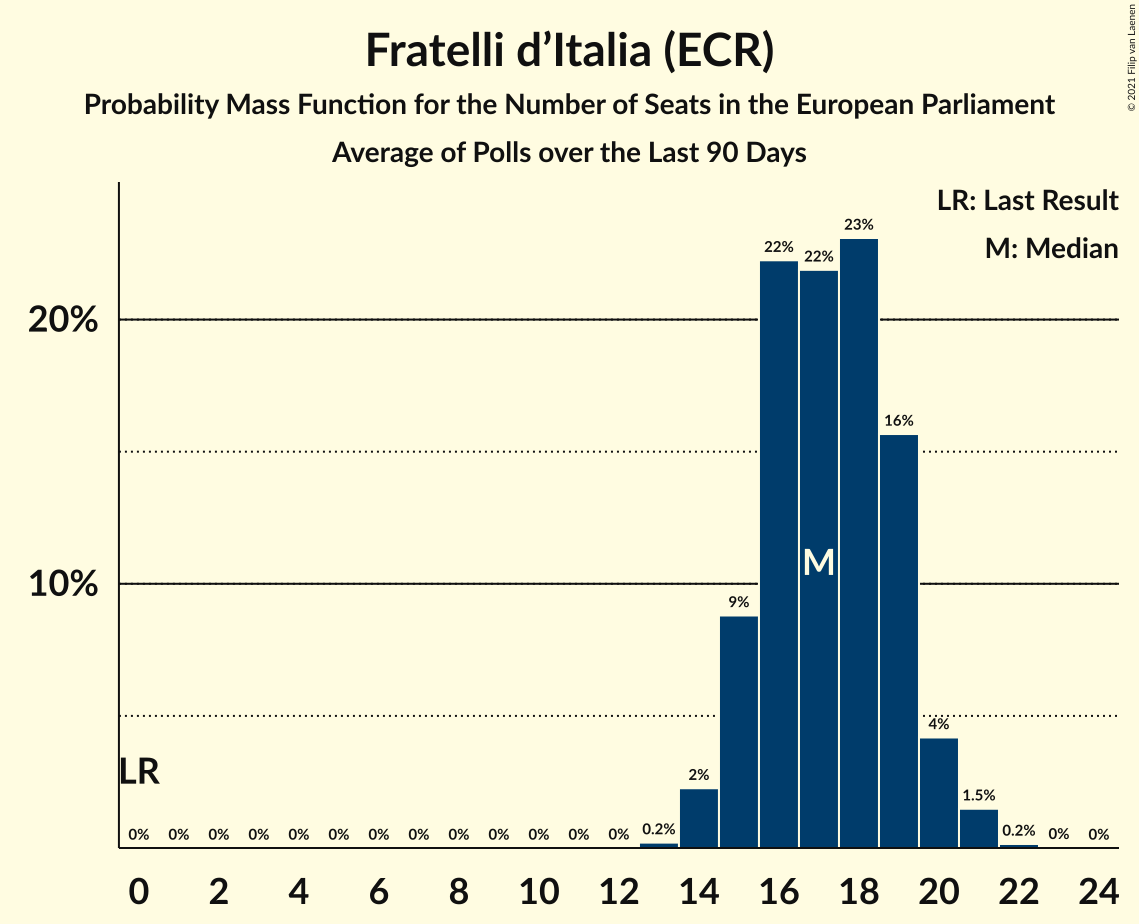 Fratelli d’Italia (ECR)
Probability Mass Function for the Number of Seats in the European Parliament
Average of Polls over the Last 90 Days
© 2021 Filip van Laenen
LR: Last Result
M: Median
23%
22%
22%
20%
16%
M
10%
9%
4%
LR
2%
1.5%
0% 0% 0% 0% 0% 0% 0% 0% 0% 0% 0% 0% 0% 0.2% 0.2% 0% 0%
0 2 4 6 8 10 12 14 16 18 20 22 24